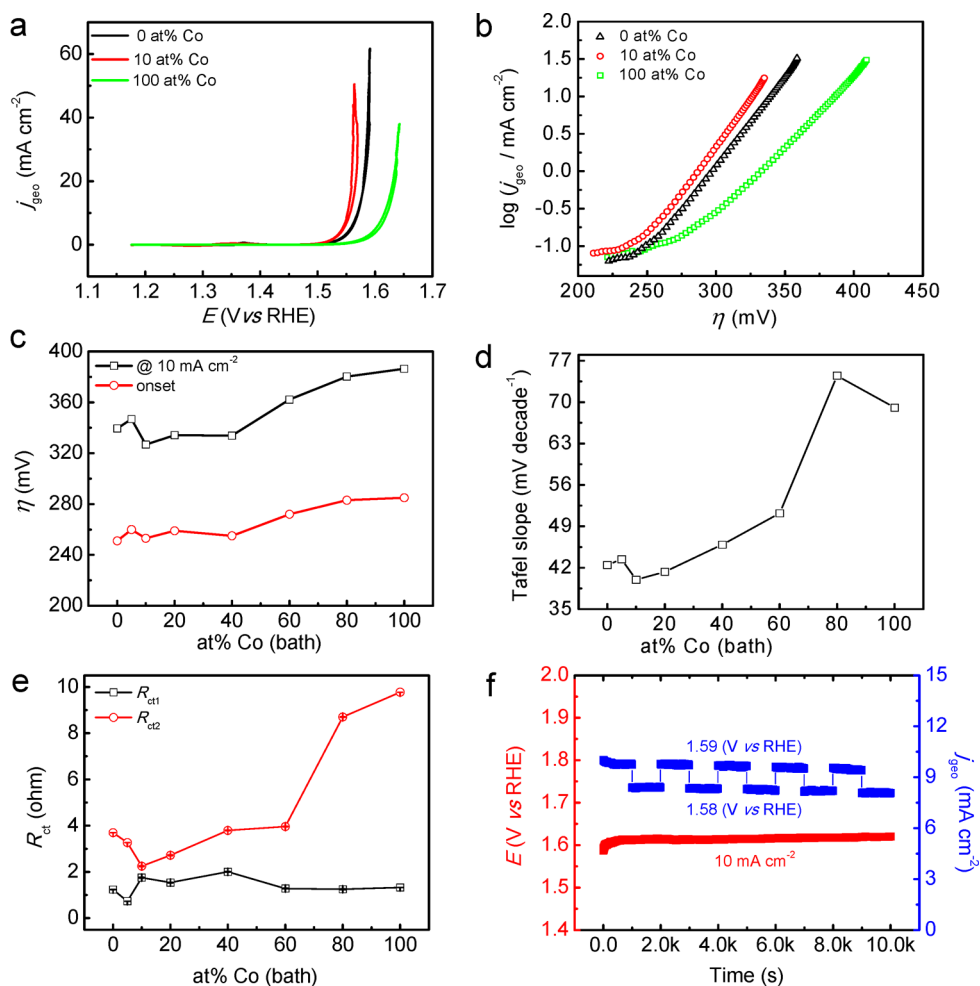 a
0 at% Co
10 at% Co
100 at% Co
j geo (mA cm⁻²)
60
40
20
0
1.1 1.2 1.3 1.4 1.5 1.6 1.7
E (V vs RHE)
b
0 at% Co
10 at% Co
100 at% Co
log (j geo / mA cm⁻²)
1.5
1.0
0.5
0.0
-0.5
-1.0
200 250 300 350 400 450
η (mV)
c
@ 10 mA cm⁻²
onset
η (mV)
400
360
320
280
240
200
0 20 40 60 80 100
at% Co (bath)
d
Tafel slope (mV decade⁻¹)
77
70
63
56
49
42
35
0 20 40 60 80 100
at% Co (bath)
e
R ct1
R ct2
R ct (ohm)
10
8
6
4
2
0
0 20 40 60 80 100
at% Co (bath)
f
E (V vs RHE)
2.0
1.9
1.8
1.7
1.6
1.5
1.4
1.59 (V vs RHE)
1.58 (V vs RHE)
10 mA cm⁻²
15
12
9
6
3
0
j geo (mA cm⁻²)
0.0 2.0k 4.0k 6.0k 8.0k 10.0k
Time (s)